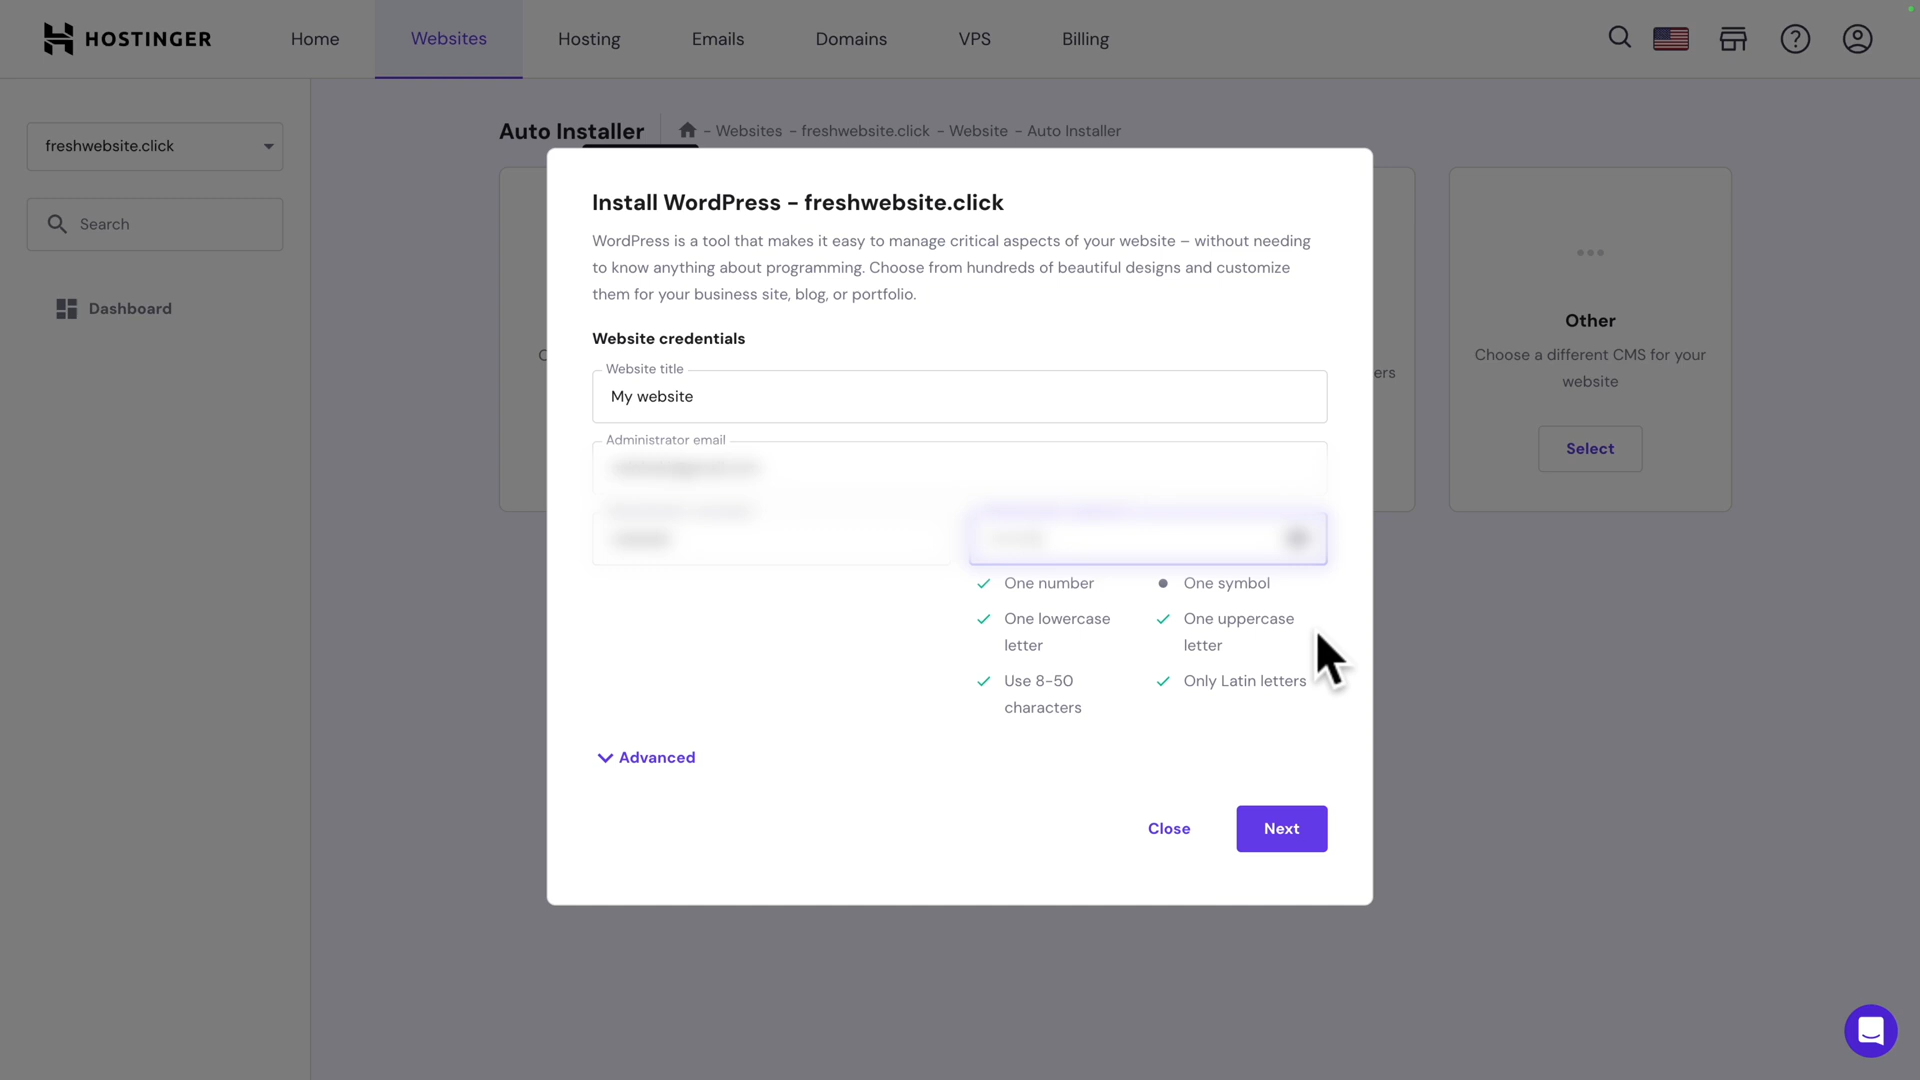 HOSTINGER
Home
Websites
Hosting
Emails
Domains
VPS
Billing
freshwebsite.click
Search
Dashboard
Auto Installer
- Websites - freshwebsite.click - Website - Auto Installer
Install WordPress - freshwebsite.click
WordPress is a tool that makes it easy to manage critical aspects of your website – without needing
to know anything about programming. Choose from hundreds of beautiful designs and customize
them for your business site, blog, or portfolio.
Website credentials
Website title
My website
Administrator email
One number
One symbol
One lowercase
letter
One uppercase
letter
Use 8-50
characters
Only Latin letters
Advanced
Close
Next
Other
Choose a different CMS for your
website
Select